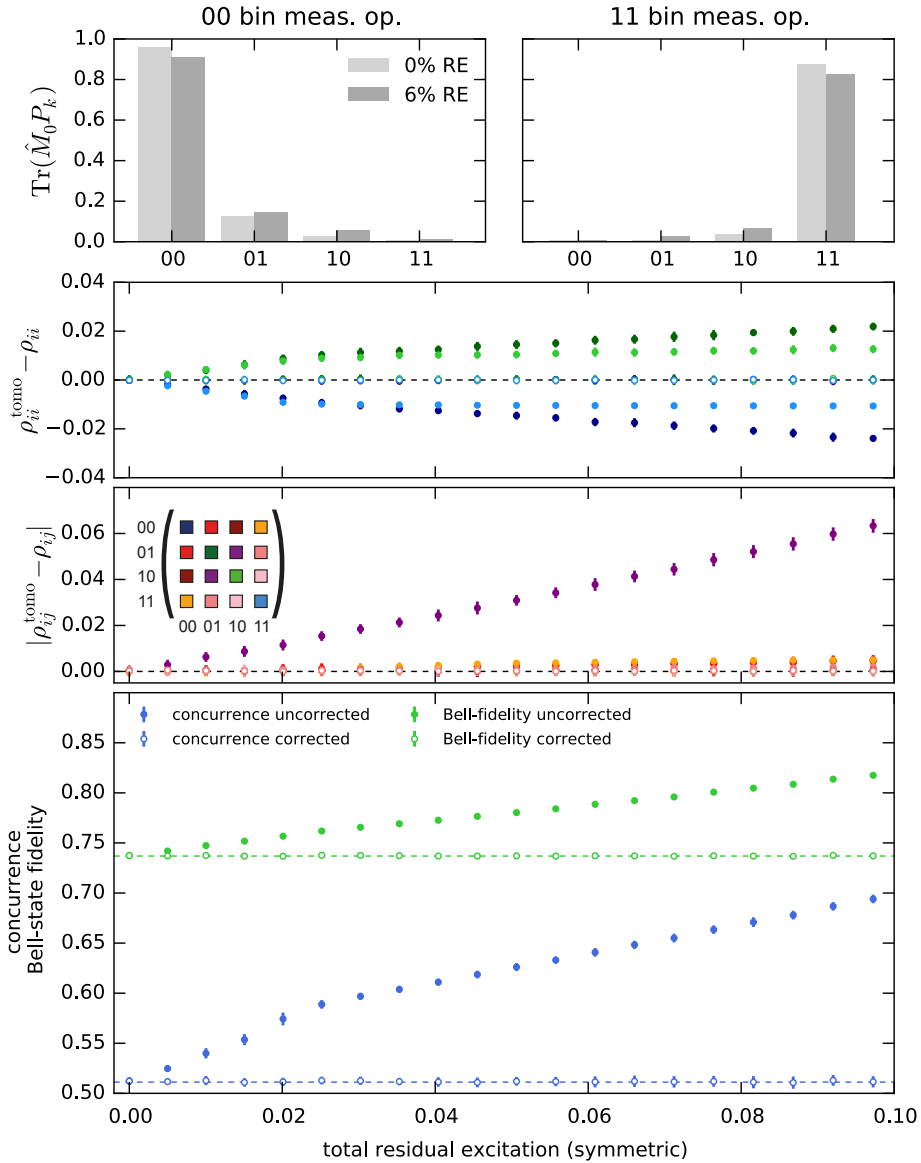 00 bin meas. op.
11 bin meas. op.
Tr(M̂₀Pₖ)
1.0
0.8
0.6
0.4
0.2
0.0
0% RE
6% RE
00 01 10 11
00 01 10 11
ρᵢᵢᵗᵒᵐᵒ − ρᵢᵢ
0.04
0.02
0.00
−0.02
−0.04
|ρᵢⱼᵗᵒᵐᵒ − ρᵢⱼ|
0.06
0.04
0.02
0.00
00
01
10
11
00 01 10 11
concurrence
Bell-state fidelity
concurrence uncorrected
concurrence corrected
Bell-fidelity uncorrected
Bell-fidelity corrected
0.85
0.80
0.75
0.70
0.65
0.60
0.55
0.50
0.00 0.02 0.04 0.06 0.08 0.10
total residual excitation (symmetric)